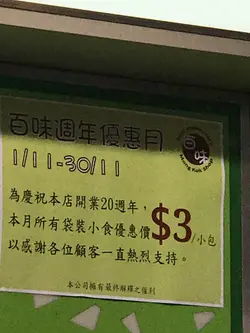 百味週年優惠月
百味
1/11-30/11
為慶祝本店開業20週年，
本月所有袋裝小食優惠價$3/小包
以感謝各位顧客一直熱烈支持。
本公司擁有最終解釋之權利